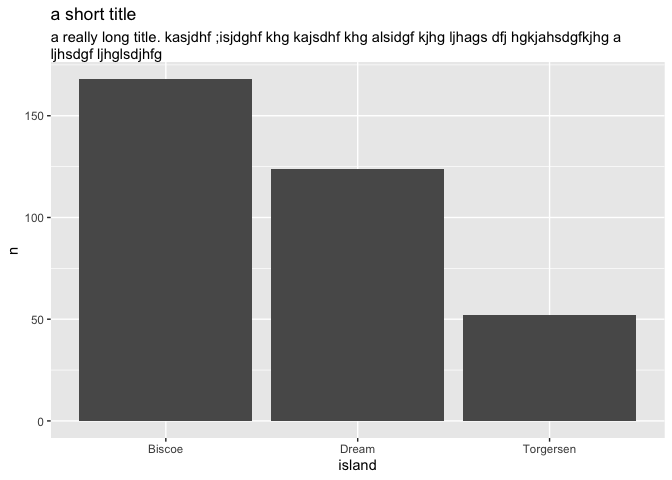 a short title
a really long title. kasjdhf ;isjdghf khg kajsdhf khg alsidgf kjhg ljhags dfj hgkjahsdgfkjhg a
ljhsdgf ljhglsdjhfg
150
100
n
50
0
Biscoe Dream Torgersen
island